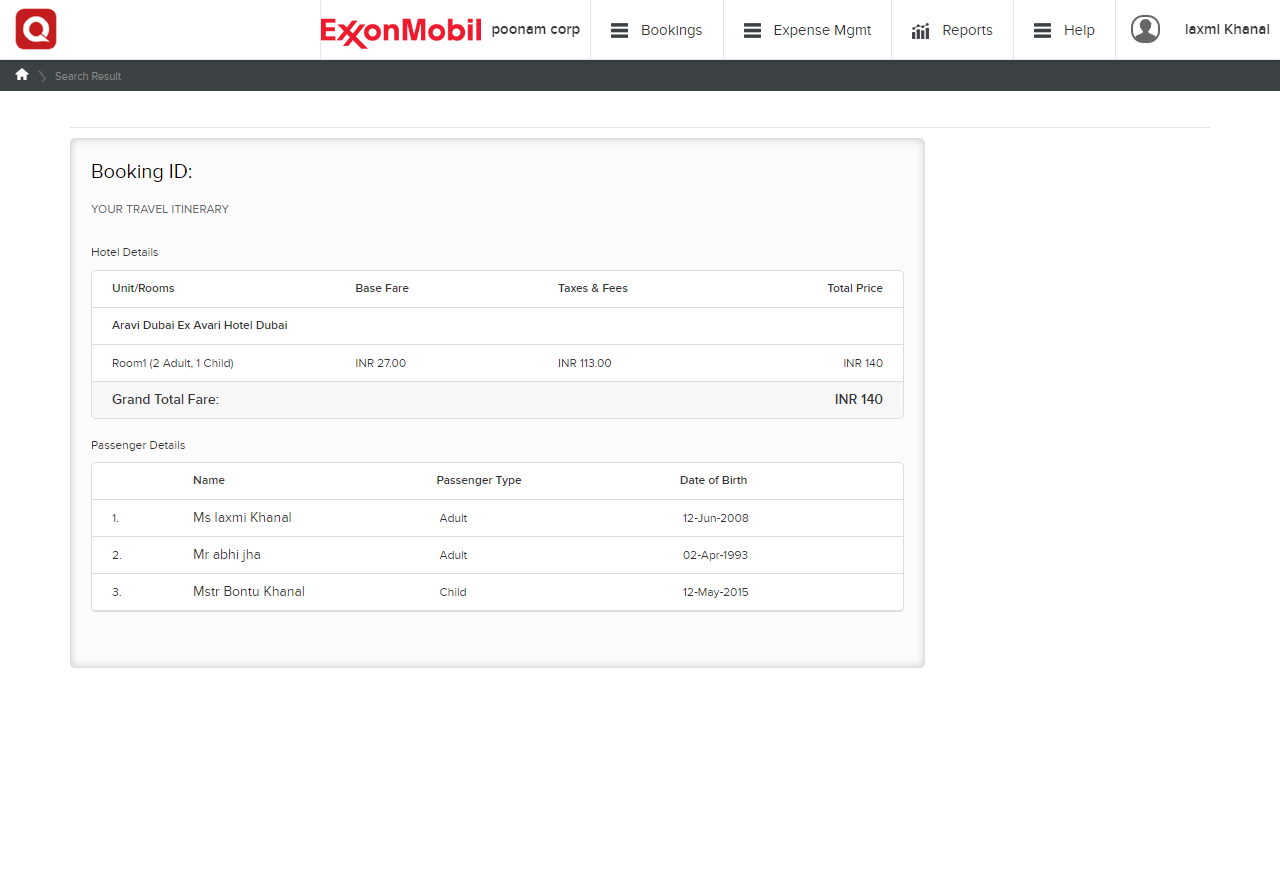 Q
ExxonMobil poonam corp Bookings Expense Mgmt Reports Help laxmI Khanal
Search Result
Booking ID:
YOUR TRAVEL ITINERARY
Hotel Details
Unit/Rooms Base Fare Taxes & Fees Total Price
Aravi Dubai Ex Avari Hotel Dubai
Room1 (2 Adult, 1 Child) INR 27.00 INR 113.00 INR 140
Grand Total Fare: INR 140
Passenger Details
Name Passenger Type Date of Birth
1. Ms laxmi Khanal Adult 12-Jun-2008
2. Mr abhi jha Adult 02-Apr-1993
3. Mstr Bontu Khanal Child 12-May-2015